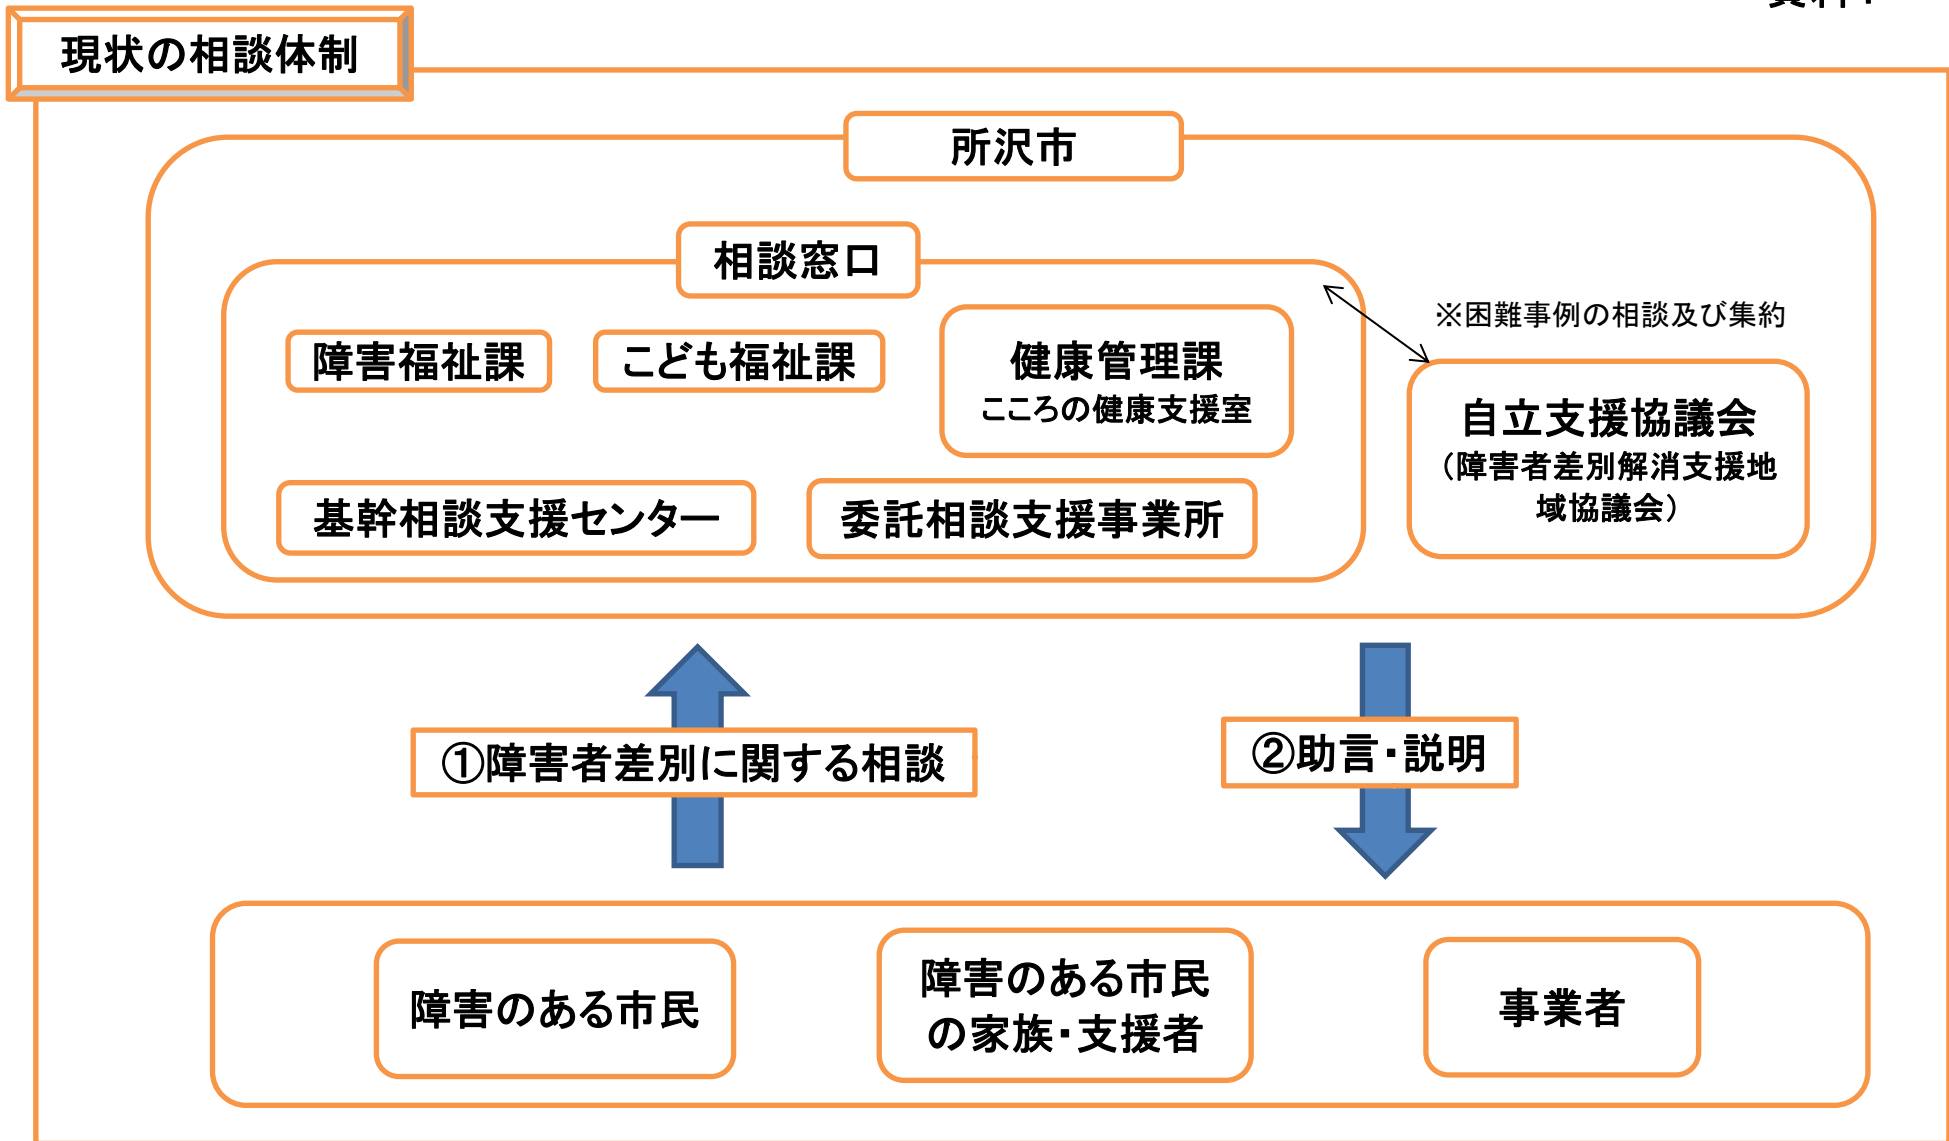 現状の相談体制
所沢市
相談窓口
※困難事例の相談及び集約
障害福祉課
こども福祉課
健康管理課
こころの健康支援室
自立支援協議会
（障害者差別解消支援地
域協議会）
基幹相談支援センター
委託相談支援事業所
①障害者差別に関する相談
②助言・説明
障害のある市民
障害のある市民
の家族・支援者
事業者